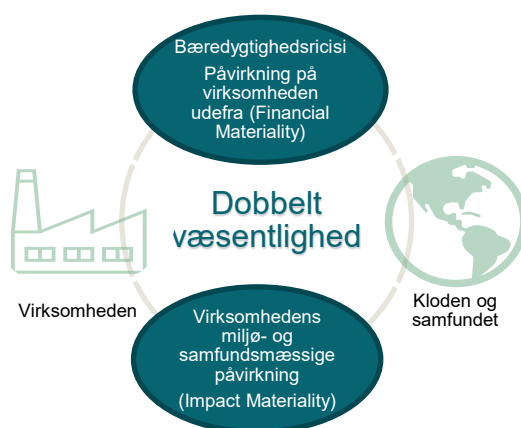 Bæredygtighedsricisi
Påvirkning på
virksomheden
udefra (Financial
Materiality)
Dobbelt
væsentlighed
Virksomheden
Kloden og
samfundet
Virksomhedens
miljø- og
samfundsmæssige
påvirkning
(Impact Materiality)